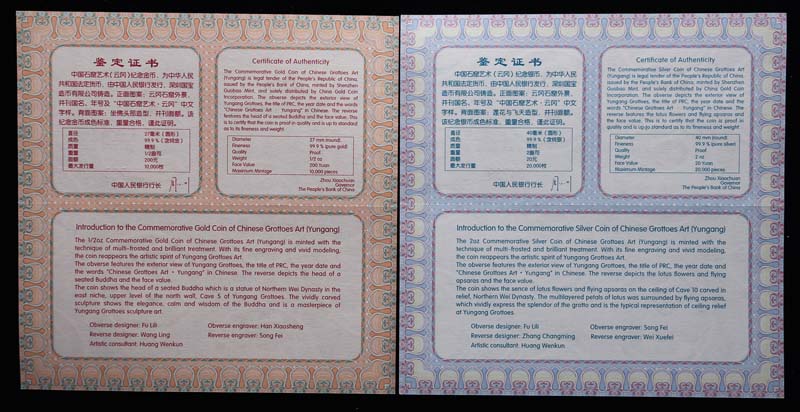 鉴定证书
中国石窟艺术（云冈）纪念金币，为中华人民
共和国法定货币，由中国人民银行发行，深圳国宝
造币有限公司铸造。正面图案：云冈石窟外景，
并刊国名、年号及“中国石窟艺术·云冈”中文
字样。背面图案：坐佛头部造型，并刊面额。该
纪念金币成色标准，重量合格，谨此证明。
直径 27毫米（圆形）
成色 99.9％（含纯金）
质量 精制
重量 1/2盎司
面额 200元
最大发行量 10,000枚
中国人民银行行长
Certificate of Authenticity
The Commemorative Gold Coin of Chinese Grottoes Art
(Yungang) is legal tender of the People's Republic of China,
issued by the People's Bank of China, minted by Shenzhen
Guobao Mint, and solely distributed by China Gold Coin
Incorporation. The obverse depicts the exterior view of
Yungang Grottoes, the title of PRC, the year date and the words
"Chinese Grottoes Art · Yungang" in Chinese. The reverse
features the head of a seated Buddha and the face value. This
is to certify that the coin is proof in quality and is up to standard
as to its fineness and weight.
Diameter 27 mm (round)
Fineness 99.9 % (pure gold)
Quality Proof
Weight 1/2 oz
Face Value 200 Yuan
Maximum Mintage 10,000 pieces
Zhou Xiaochuan
Governor
The People's Bank of China
Introduction to the Commemorative Gold Coin of Chinese Grottoes Art (Yungang)
The 1/2oz Commemorative Gold Coin of Chinese Grottoes Art (Yungang) is minted with the
technique of multi-frosted and brilliant treatment. With its fine engraving and vivid modeling,
the coin reappears the artistic spirit of Yungang Grottoes Art.
The obverse features the exterior view of Yungang Grottoes, the title of PRC, the year date and
the words "Chinese Grottoes Art · Yungang" in Chinese. The reverse depicts the head of a
seated Buddha and the face value.
The coin shows the head of a seated Buddha which is a statue of Northern Wei Dynasty in the
east niche, upper level of the north wall, Cave 5 of Yungang Grottoes. The vividly carved
sculpture shows the elegance, calm and wisdom of the Buddha and is a masterpiece of
Yungang Grottoes sculpture art.
Obverse designer: Fu Lili Obverse engraver: Han Xiaosheng
Reverse designer: Wang Ling Reverse engraver: Song Fei
Artistic consultant: Huang Wenkun
鉴定证书
中国石窟艺术（云冈）纪念银币，为中华人民
共和国法定货币，由中国人民银行发行，深圳国宝
造币有限公司铸造。正面图案：云冈石窟外景，
并刊国名、年号及“中国石窟艺术·云冈”中文
字样。背面图案：莲花与飞天造型，并刊面额。该
纪念银币成色标准，重量合格，谨此证明。
直径 40毫米（圆形）
成色 99.9％（含纯银）
质量 精制
重量 2盎司
面额 20元
最大发行量 20,000枚
中国人民银行行长
Certificate of Authenticity
The Commemorative Silver Coin of Chinese Grottoes Art
(Yungang) is legal tender of the People's Republic of China,
issued by the People's Bank of China, minted by Shenzhen
Guobao Mint, and solely distributed by China Gold Coin
Incorporation. The obverse depicts the exterior view of
Yungang Grottoes, the title of PRC, the year date and the words
"Chinese Grottoes Art · Yungang" in Chinese. The reverse
features the lotus flowers and flying apsaras and the
face value. This is to certify that the coin is proof in
quality and is up to standard as to its fineness and weight.
Diameter 40 mm (round)
Fineness 99.9 % (pure silver)
Quality Proof
Weight 2 oz
Face Value 20 Yuan
Maximum Mintage 20,000 pieces
Zhou Xiaochuan
Governor
The People's Bank of China
Introduction to the Commemorative Silver Coin of Chinese Grottoes Art (Yungang)
The 2oz Commemorative Silver Coin of Chinese Grottoes Art (Yungang) is minted with the
technique of multi-frosted and brilliant treatment. With its fine engraving and vivid modeling,
the coin reappears the artistic spirit of Yungang Grottoes Art.
The obverse features the exterior view of Yungang Grottoes, the title of PRC, the year date and
"Chinese Grottoes Art · Yungang" in Chinese. The reverse depicts the lotus flowers and flying
apsaras and the face value.
The coin shows the sence of lotus flowers and flying apsaras on the ceiling of Cave 10 carved in
relief, Northern Wei Dynasty. The multilayered petals of lotus was surrounded by flying apsaras,
which vividly express the splendor of the grotto and is the typical representation of ceiling relief
at Yungang Grottoes.
Obverse designer: Fu Lili Obverse engraver: Song Fei
Reverse designer: Zhang Changming Reverse engraver: Wei Xuefei
Artistic consultant: Huang Wenkun